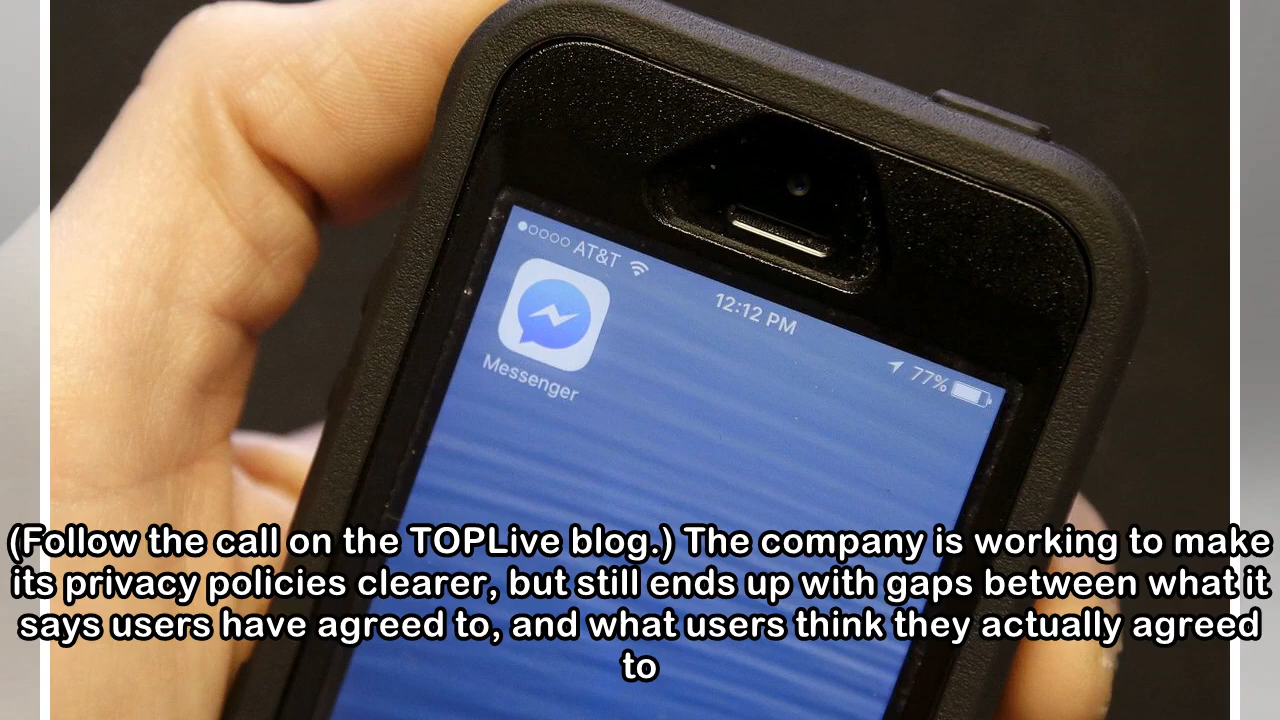 AT&T
12:12 PM
77%
Messenger
(Follow the call on the TOPLive blog.) The company is working to make
its privacy policies clearer, but still ends up with gaps between what it
says users have agreed to, and what users think they actually agreed
to